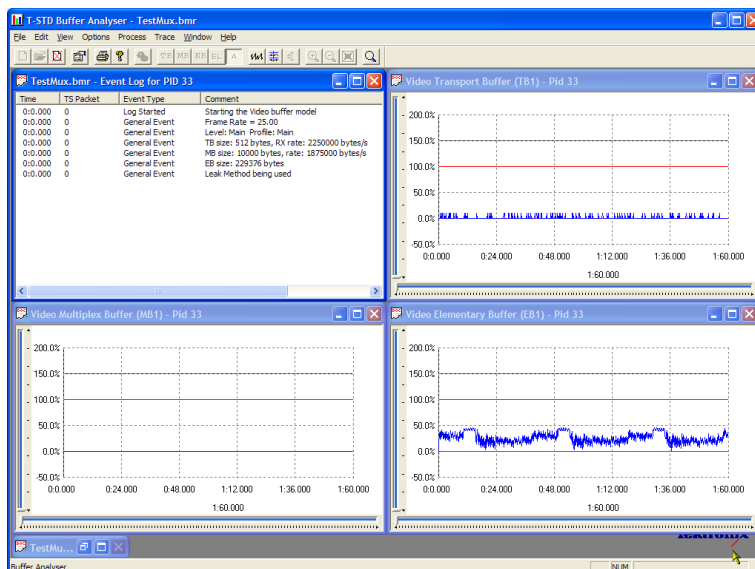 T-STD Buffer Analyser - TestMux.bmr
File Edit View Options Process Trace Window Help
TB MB EB BL A
TestMux.bmr - Event Log for PID 33
Time TS Packet Event Type Comment
0:0.000 0 Log Started Starting the Video buffer model
0:0.000 0 General Event Frame Rate = 25.00
0:0.000 0 General Event Level: Main Profile: Main
0:0.000 0 General Event TB size: 512 bytes, RX rate: 2250000 bytes/s
0:0.000 0 General Event MB size: 10000 bytes, rate: 1875000 bytes/s
0:0.000 0 General Event EB size: 229376 bytes
0:0.000 0 General Event Leak Method being used
Video Transport Buffer (TB1) - Pid 33
200.0%
150.0%
100.0%
50.0%
0.0%
-50.0%
0:0.000 0:24.000 0:48.000 1:12.000 1:36.000 1:60.000
1:60.000
Video Multiplex Buffer (MB1) - Pid 33
200.0%
150.0%
100.0%
50.0%
0.0%
-50.0%
0:0.000 0:24.000 0:48.000 1:12.000 1:36.000 1:60.000
1:60.000
Video Elementary Buffer (EB1) - Pid 33
200.0%
150.0%
100.0%
50.0%
0.0%
-50.0%
0:0.000 0:24.000 0:48.000 1:12.000 1:36.000 1:60.000
1:60.000
TestMu...
Tektronix
Buffer Analyser
NUM